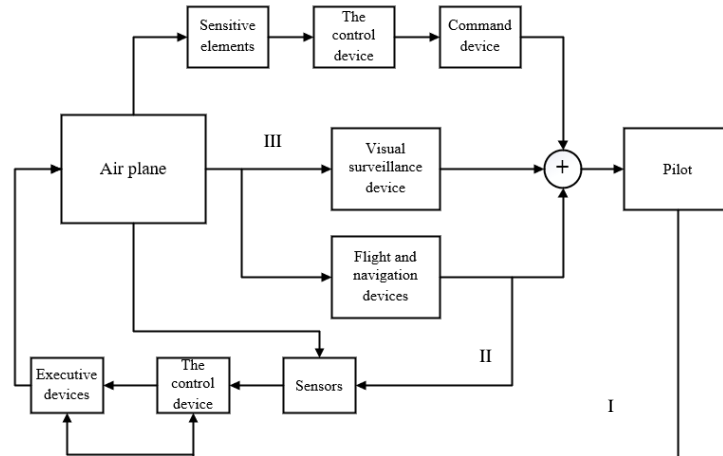 Sensitive
elements
The
control
device
Command
device
III
Air plane
Visual
surveillance
device
+
Pilot
Flight and
navigation
devices
II
Executive
devices
The
control
device
Sensors
I